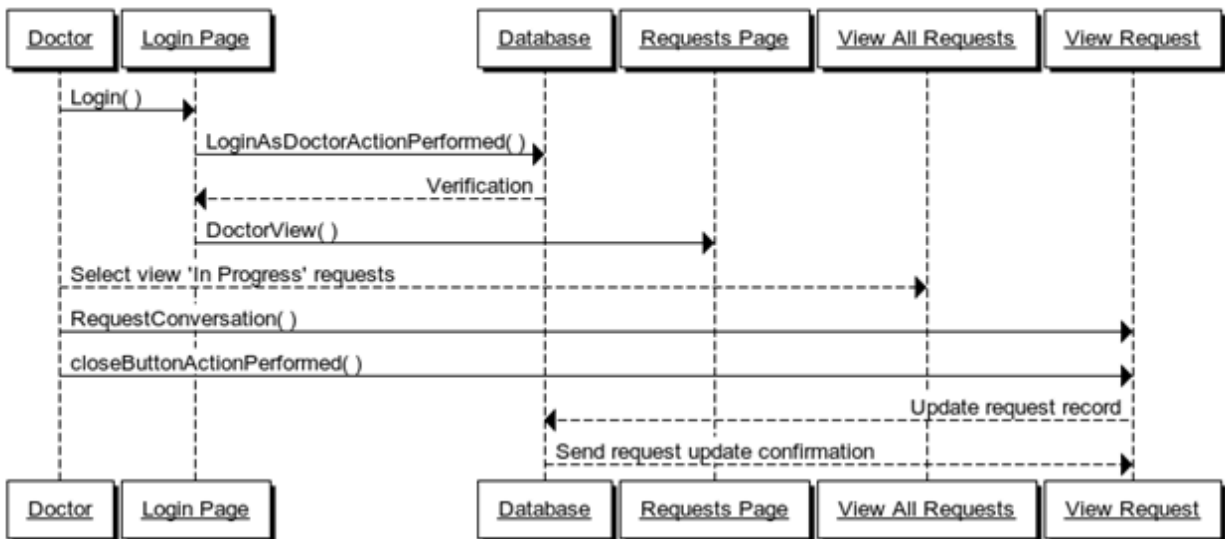 Doctor
Login Page
Database
Requests Page
View All Requests
View Request
Login( )
LoginAsDoctorActionPerformed( )
Verification
DoctorView( )
Select view 'In Progress' requests
RequestConversation( )
closeButtonActionPerformed( )
Update request record
Send request update confirmation
Doctor
Login Page
Database
Requests Page
View All Requests
View Request